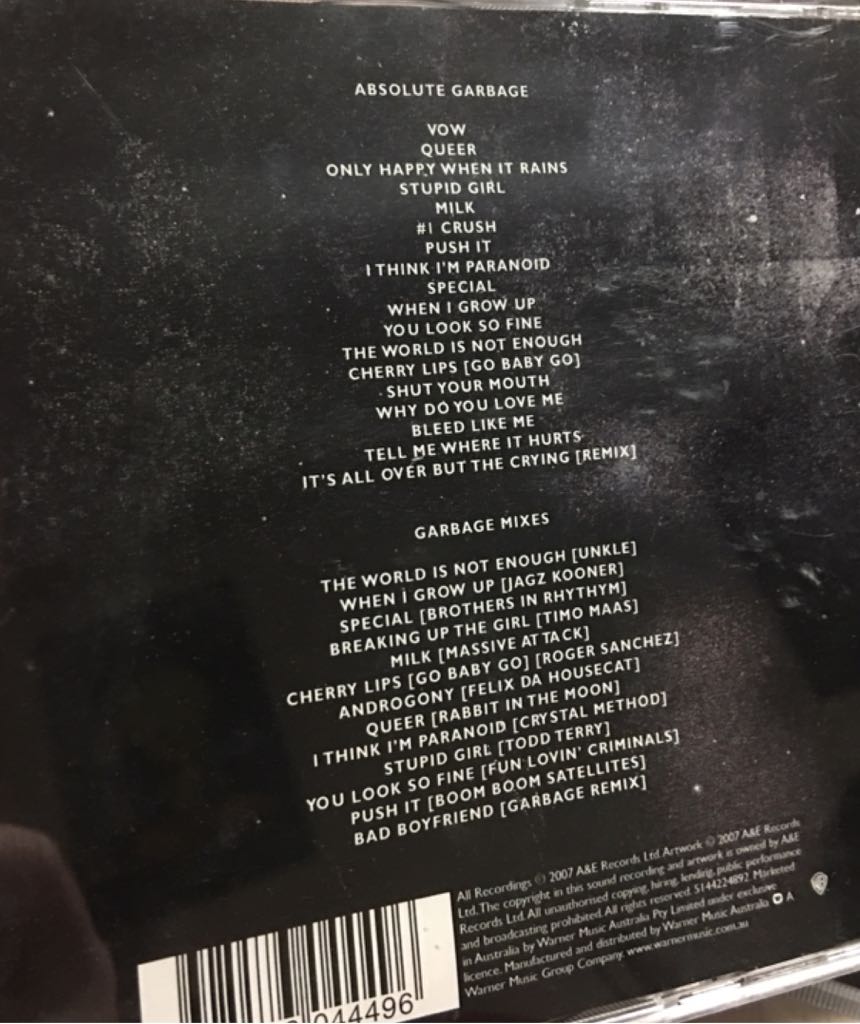 ABSOLUTE GARBAGE
VOW
QUEER
ONLY HAPPY WHEN IT RAINS
STUPID GIRL
MILK
#1 CRUSH
PUSH IT
I THINK I'M PARANOID
SPECIAL
WHEN I GROW UP
YOU LOOK SO FINE
THE WORLD IS NOT ENOUGH
CHERRY LIPS [GO BABY GO]
SHUT YOUR MOUTH
WHY DO YOU LOVE ME
BLEED LIKE ME
TELL ME WHERE IT HURTS
IT'S ALL OVER BUT THE CRYING [REMIX]
GARBAGE MIXES
THE WORLD IS NOT ENOUGH [UNKLE]
WHEN I GROW UP [JAGZ KOONER]
SPECIAL [BROTHERS IN RHYTHYM]
BREAKING UP THE GIRL [TIMO MAAS]
MILK [MASSIVE ATTACK]
CHERRY LIPS [GO BABY GO] [ROGER SANCHEZ]
ANDROGONY [FELIX DA HOUSECAT]
QUEER [RABBIT IN THE MOON]
I THINK I'M PARANOID [CRYSTAL METHOD]
STUPID GIRL [TODD TERRY]
YOU LOOK SO FINE [FUN LOVIN' CRIMINALS]
PUSH IT [BOOM BOOM SATELLITES]
BAD BOYFRIEND [GARBAGE REMIX]
All Recordings ℗ 2007 A&E Records Ltd. Artwork © 2007 A&E Records
Ltd. The copyright in this sound recording and artwork is owned by A&E
Records Ltd. All unauthorised copying, hiring, lending, public performance
and broadcasting prohibited. All rights reserved. 5144224892 Marketed
in Australia by Warner Music Australia Pty Limited under exclusive
licence. Manufactured and distributed by Warner Music Australia A
Warner Music Group Company. www.warnermusic.com.au
044496